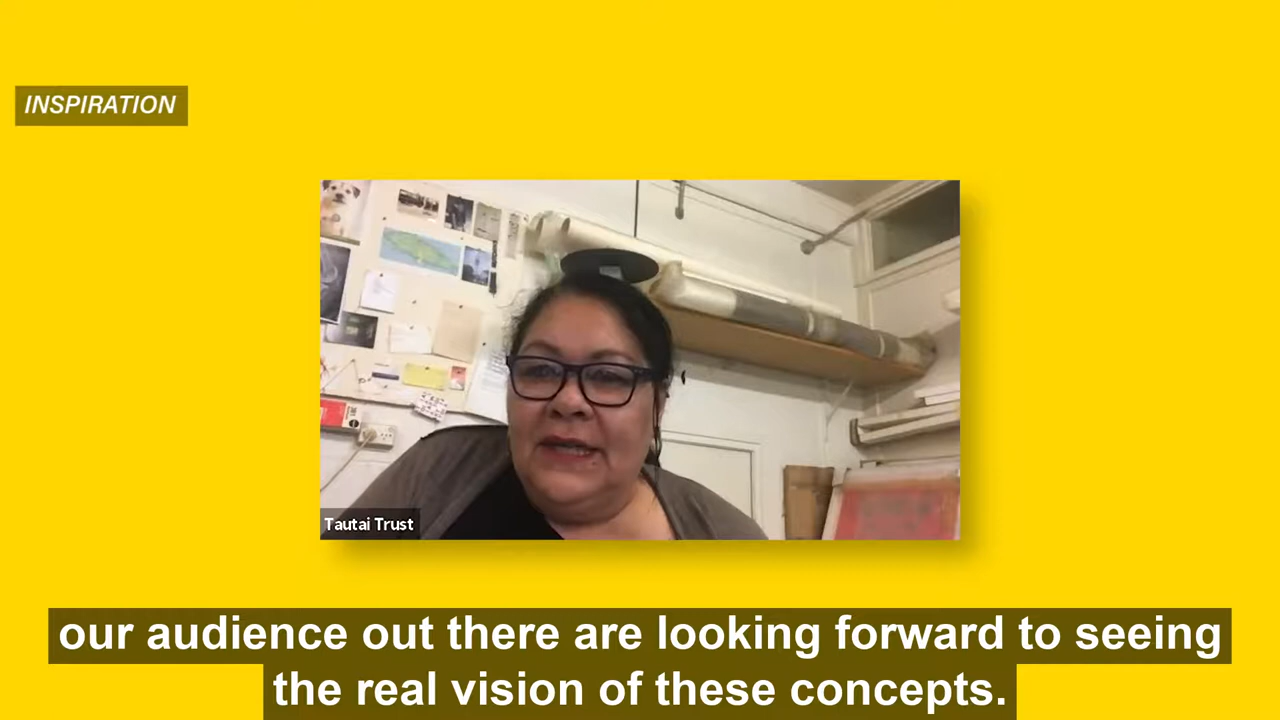 INSPIRATION
Tautai Trust
our audience out there are looking forward to seeing
the real vision of these concepts.